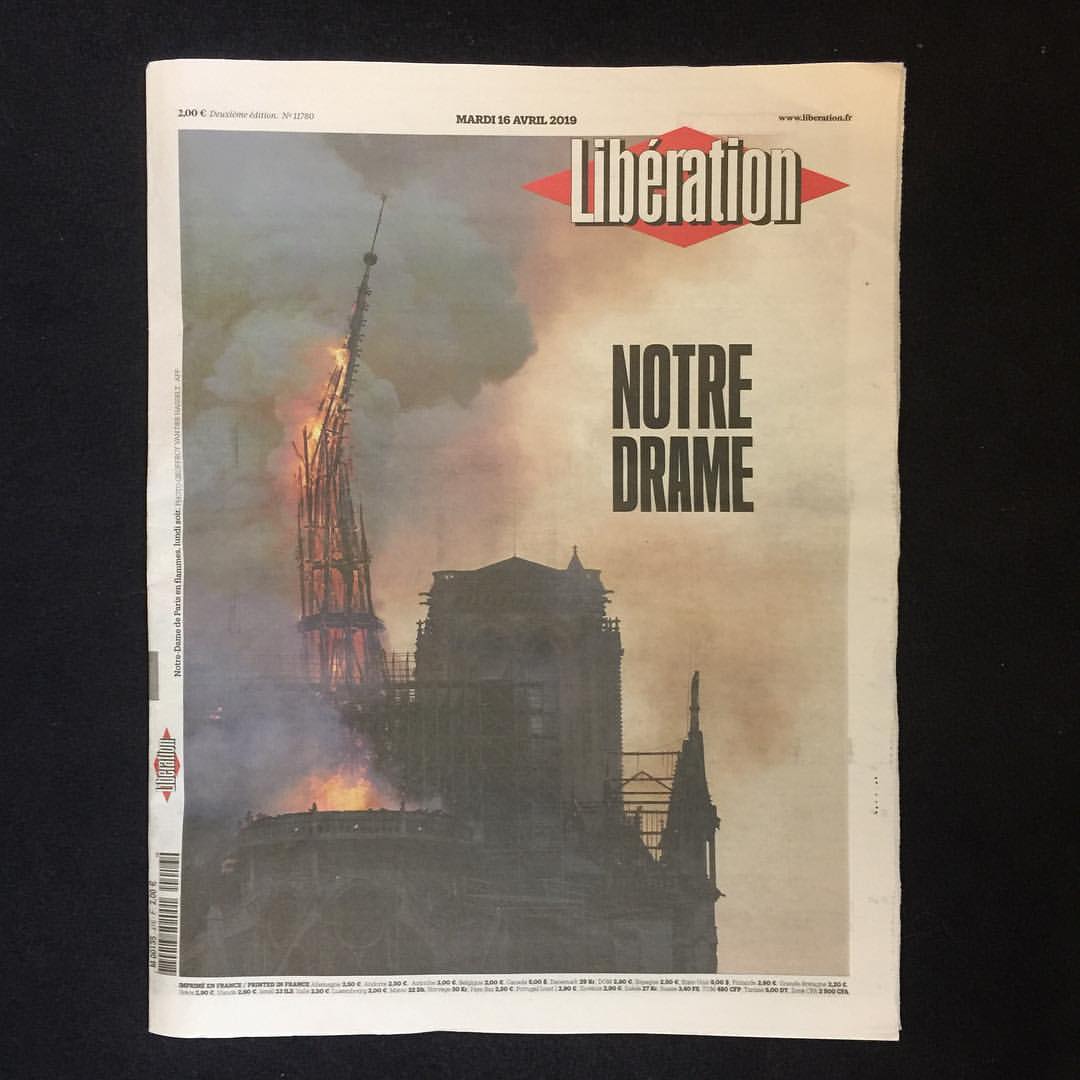 2,00 € Deuxième édition. Nº 11780
MARDI 16 AVRIL 2019
www.liberation.fr
Libération
NOTRE
DRAME
Notre-Dame de Paris en flammes, lundi soir. PHOTO GEOFFROY VAN DER HASSELT. AFP
Libération
IMPRIMÉ EN FRANCE / PRINTED IN FRANCE Allemagne 2,50 €, Andorre 2,50 €, Autriche 3,00 €, Belgique 2,00 €, Canada 5,00 $, Danemark 29 Kr, DOM 2,80 €, Espagne 2,50 €, Etats-Unis 5,00 $, Finlande 2,90 €, Grande-Bretagne 2,20 £,
Grèce 2,90 €, Irlande 2,60 €, Israël 23 ILS, Italie 2,50 €, Luxembourg 2,00 €, Maroc 22 Dh, Norvège 30 Kr, Pays-Bas 2,50 €, Portugal (cont.) 2,90 €, Slovénie 2,90 €, Suède 27 Kr, Suisse 3,40 FS, TOM 450 CFP, Tunisie 5,00 DT, Zone CFA 2 500 CFA.